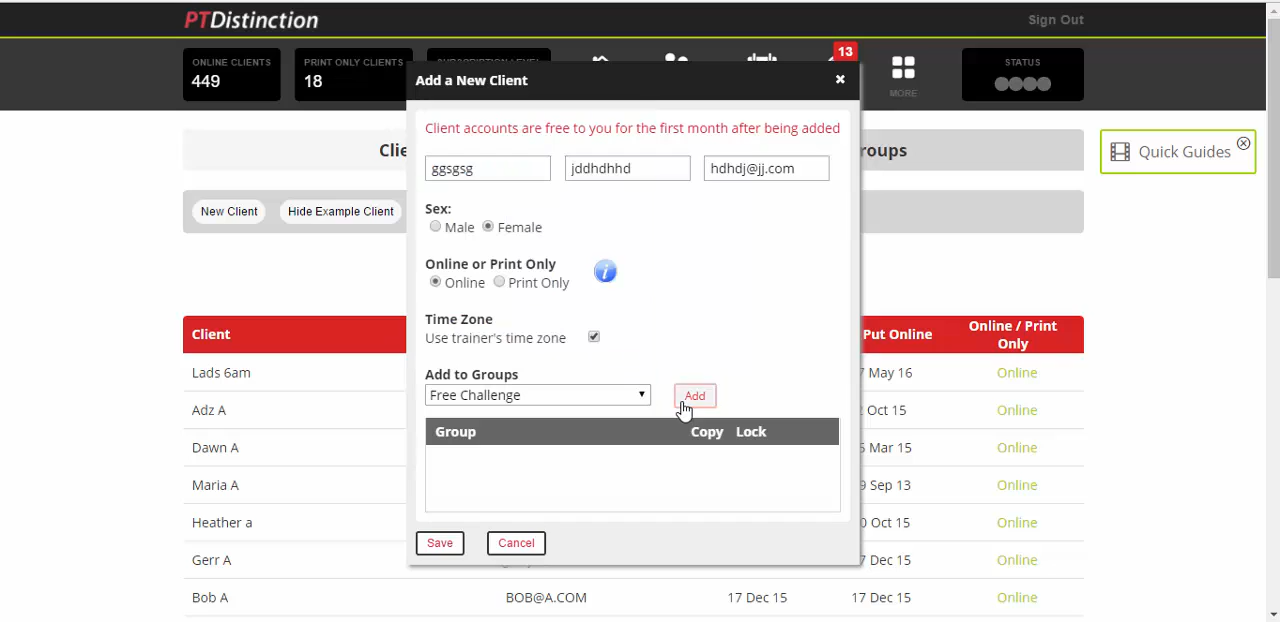 PTDistinction
Sign Out
ONLINE CLIENTS
449
PRINT ONLY CLIENTS
18
13
MORE
STATUS
Add a New Client
Client accounts are free to you for the first month after being added
ggsgsg jddhdhhd hdhdj@jj.com
Sex:
Male Female
Online or Print Only
Online Print Only
Time Zone
Use trainer's time zone
Add to Groups
Free Challenge Add
Group Copy Lock
Save Cancel
Quick Guides
New Client Hide Example Client
Client Put Online Online / Print Only
Lads 6am May 16 Online
Adz A Oct 15 Online
Dawn A Mar 15 Online
Maria A Sep 13 Online
Heather a Oct 15 Online
Gerr A Dec 15 Online
Bob A BOB@A.COM 17 Dec 15 17 Dec 15 Online